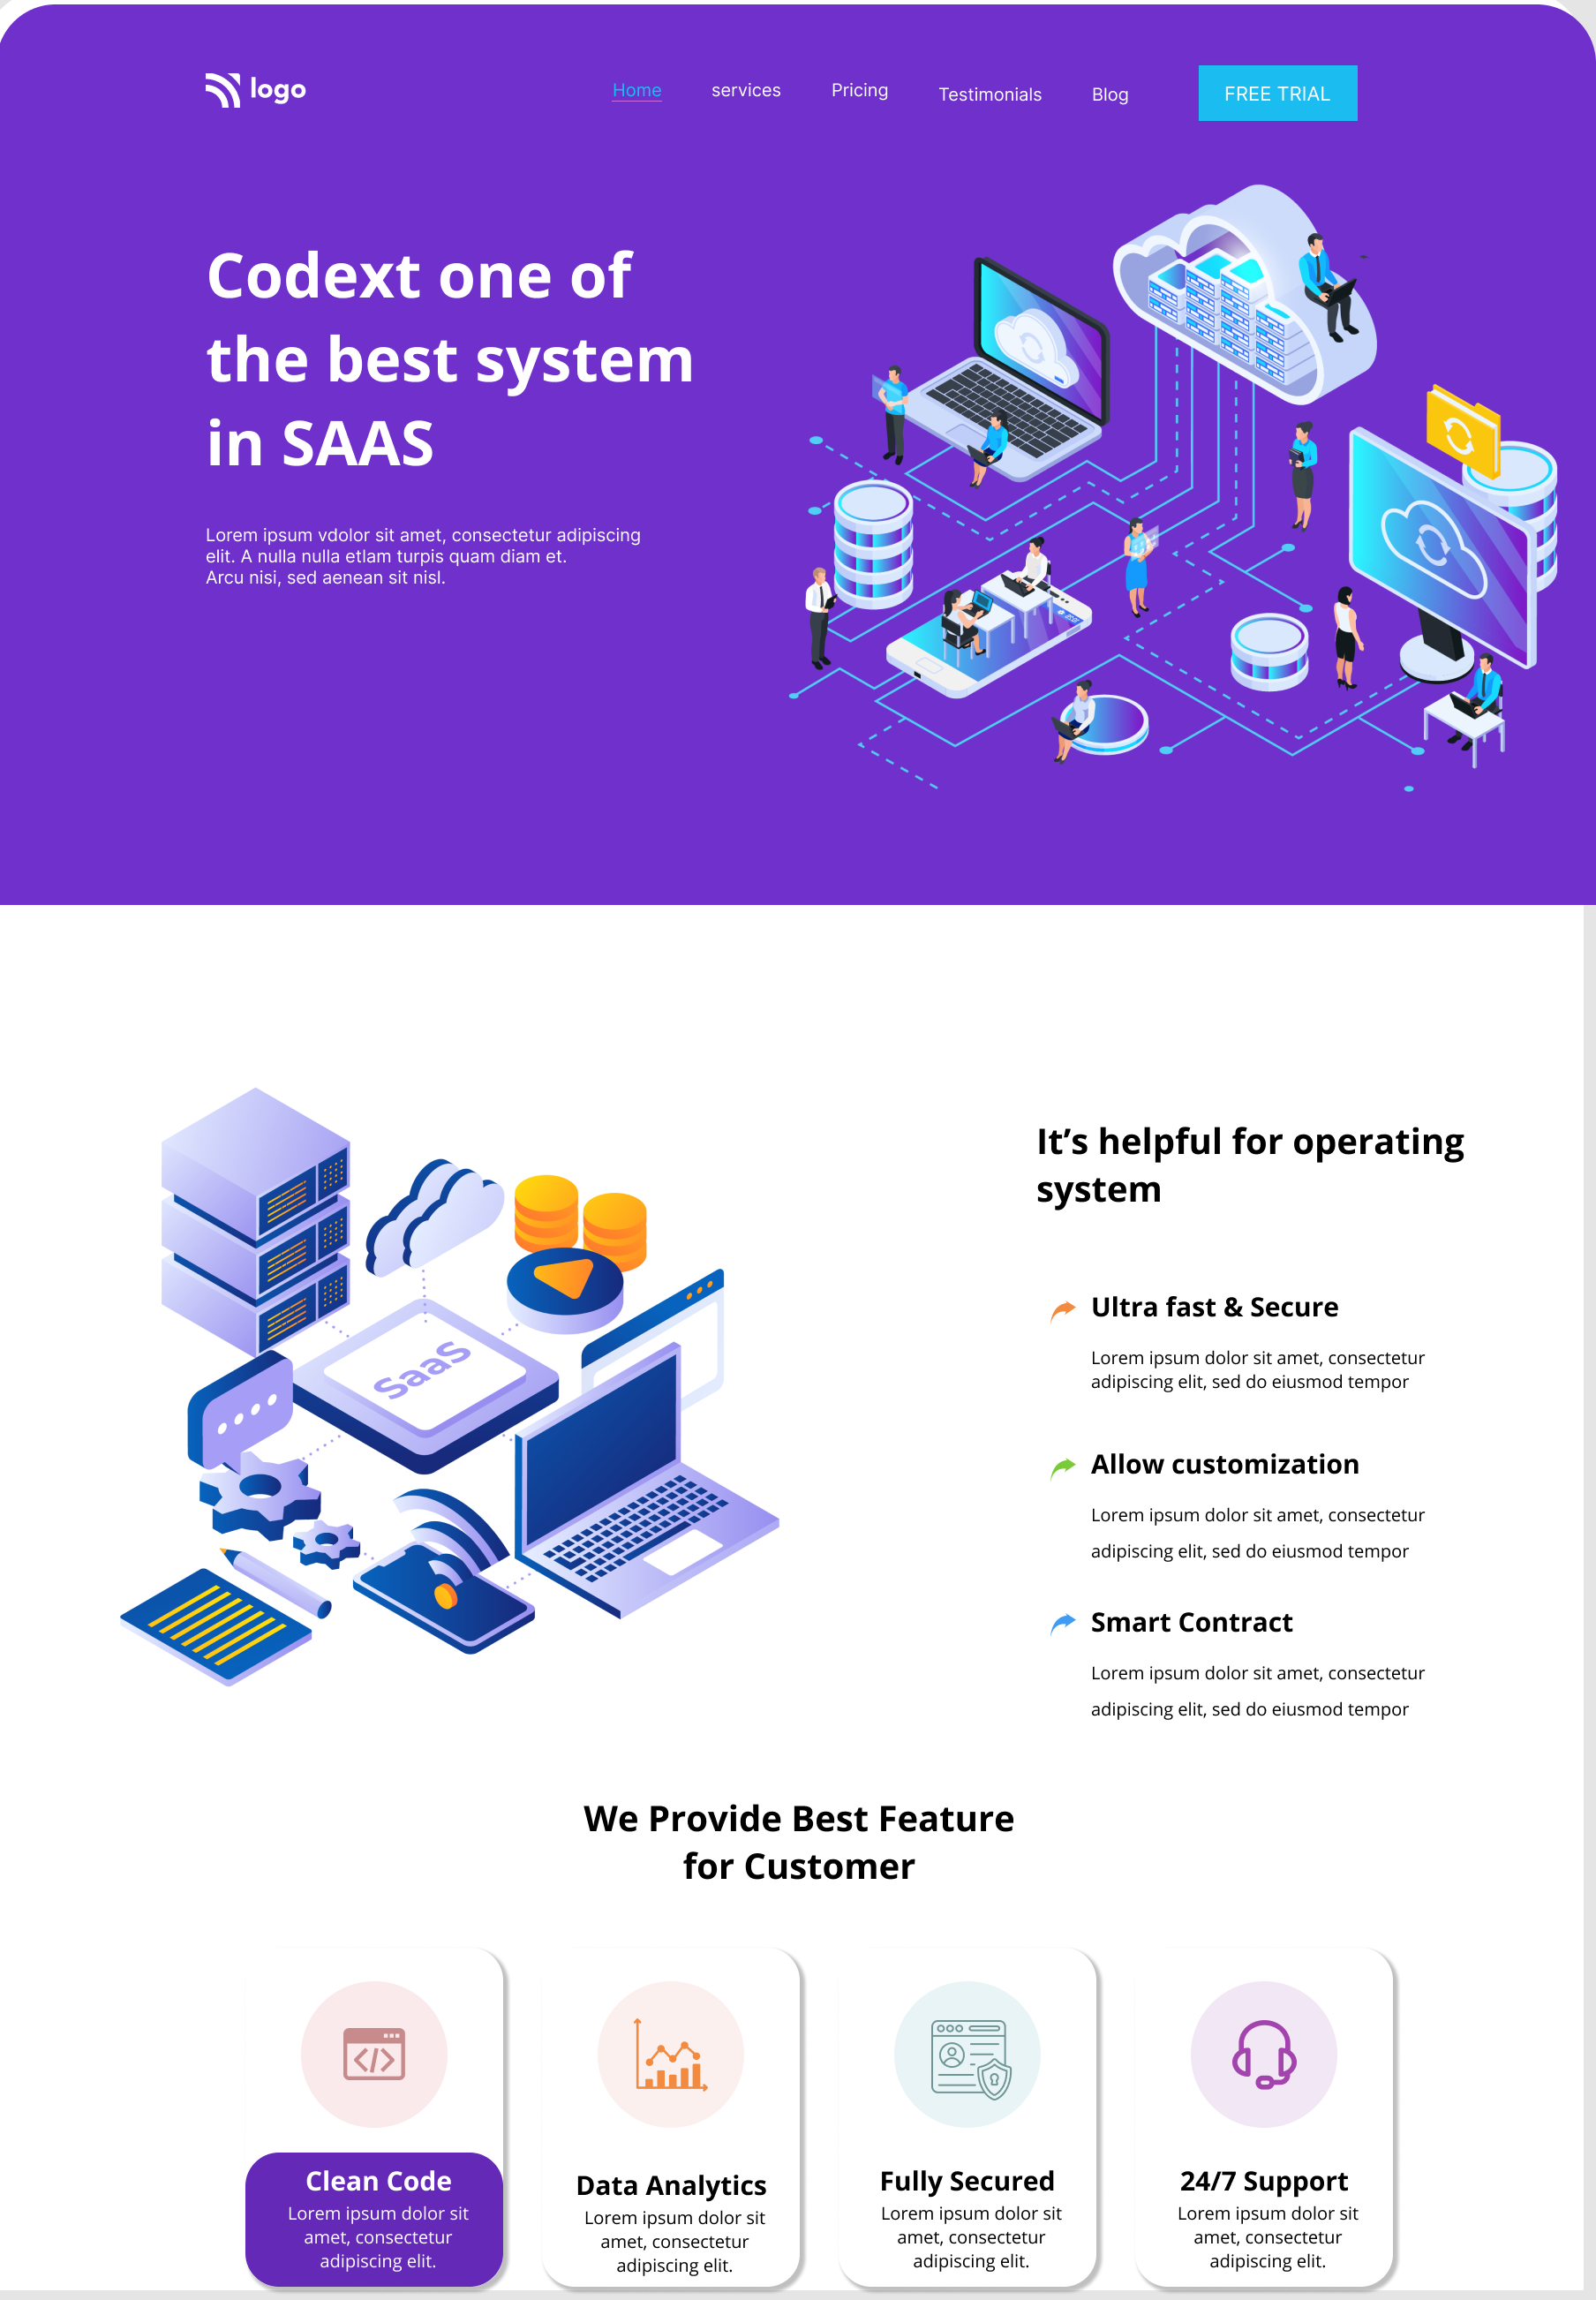 logo
Home services Pricing Testimonials Blog FREE TRIAL
Codext one of
the best system
in SAAS
Lorem ipsum vdolor sit amet, consectetur adipiscing
elit. A nulla nulla etlam turpis quam diam et.
Arcu nisi, sed aenean sit nisl.
SaaS
It’s helpful for operating
system
Ultra fast & Secure
Lorem ipsum dolor sit amet, consectetur
adipiscing elit, sed do eiusmod tempor
Allow customization
Lorem ipsum dolor sit amet, consectetur
adipiscing elit, sed do eiusmod tempor
Smart Contract
Lorem ipsum dolor sit amet, consectetur
adipiscing elit, sed do eiusmod tempor
We Provide Best Feature
for Customer
Clean Code
Lorem ipsum dolor sit
amet, consectetur
adipiscing elit.
Data Analytics
Lorem ipsum dolor sit
amet, consectetur
adipiscing elit.
Fully Secured
Lorem ipsum dolor sit
amet, consectetur
adipiscing elit.
24/7 Support
Lorem ipsum dolor sit
amet, consectetur
adipiscing elit.